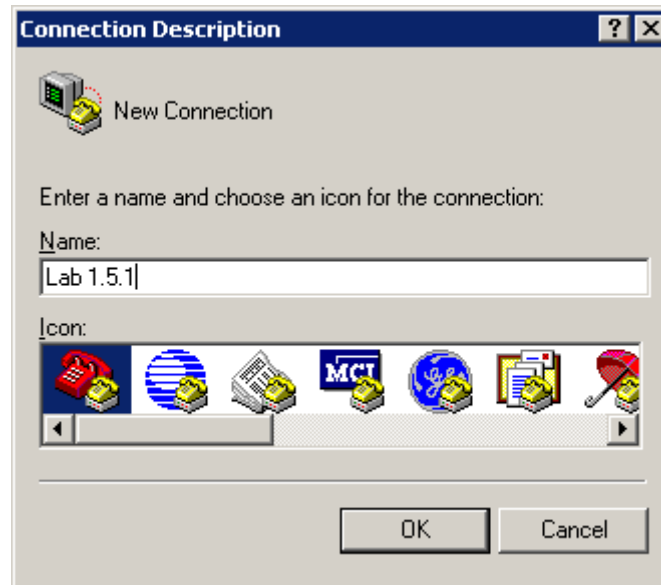 Connection Description
New Connection
Enter a name and choose an icon for the connection:
Name:
Lab 1.5.1
Icon:
MCI
OK Cancel